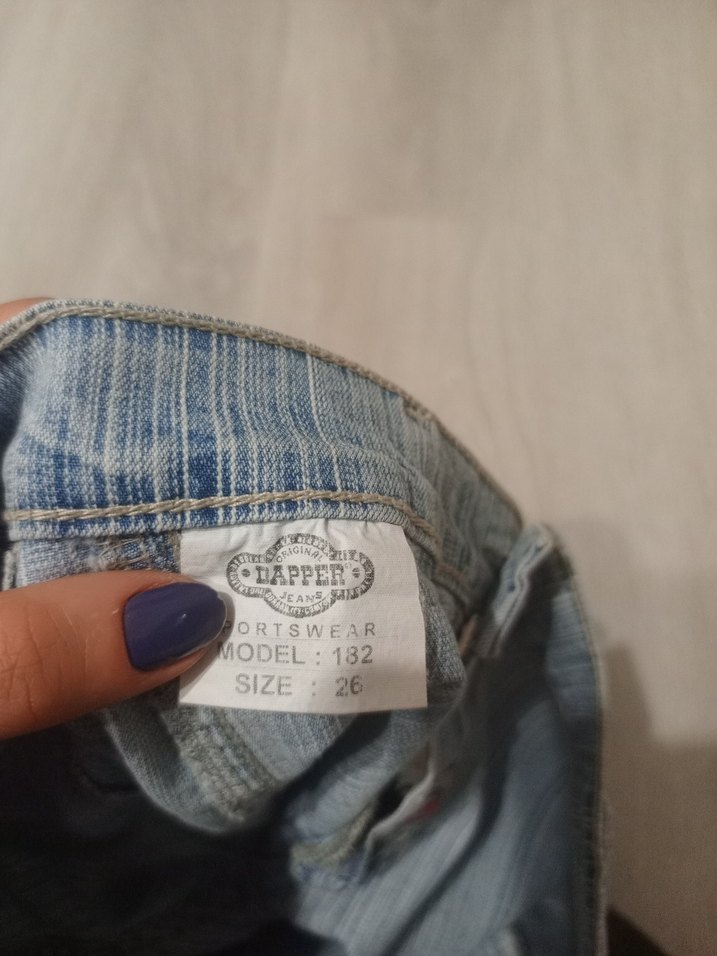 ORIGINAL
DAPPER
JEANS
PORTSWEAR
MODEL : 182
SIZE : 26